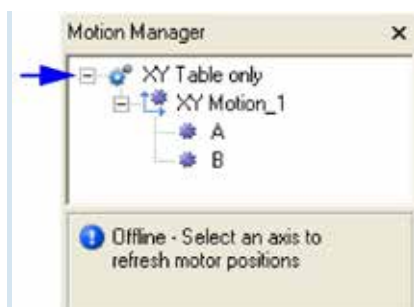 Motion Manager
XY Table only
XY Motion_1
A
B
Offline - Select an axis to
refresh motor positions